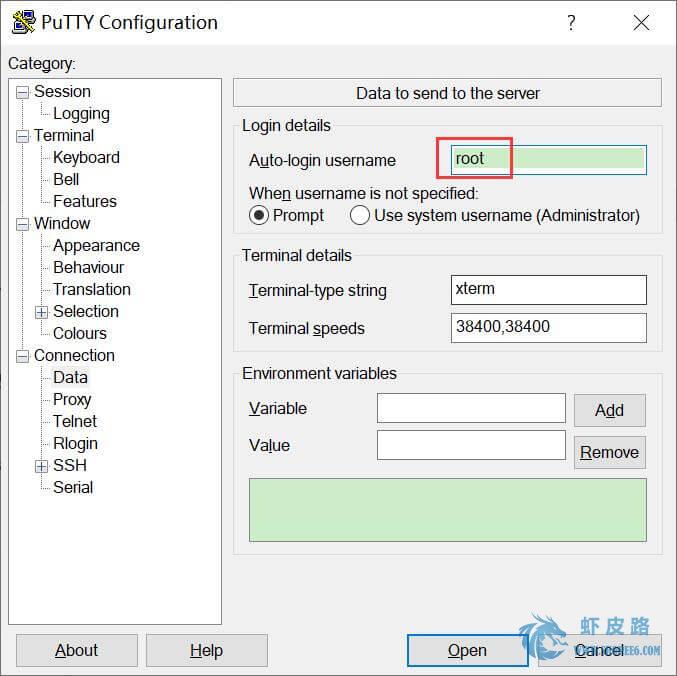 PuTTY Configuration
?
Category:
Session
Logging
Terminal
Keyboard
Bell
Features
Window
Appearance
Behaviour
Translation
Selection
Colours
Connection
Data
Proxy
Telnet
Rlogin
SSH
Serial
Data to send to the server
Login details
Auto-login username
root
When username is not specified:
Prompt
Use system username (Administrator)
Terminal details
Terminal-type string
xterm
Terminal speeds
38400,38400
Environment variables
Variable
Add
Value
Remove
About
Help
Open
Cancel
虾皮路